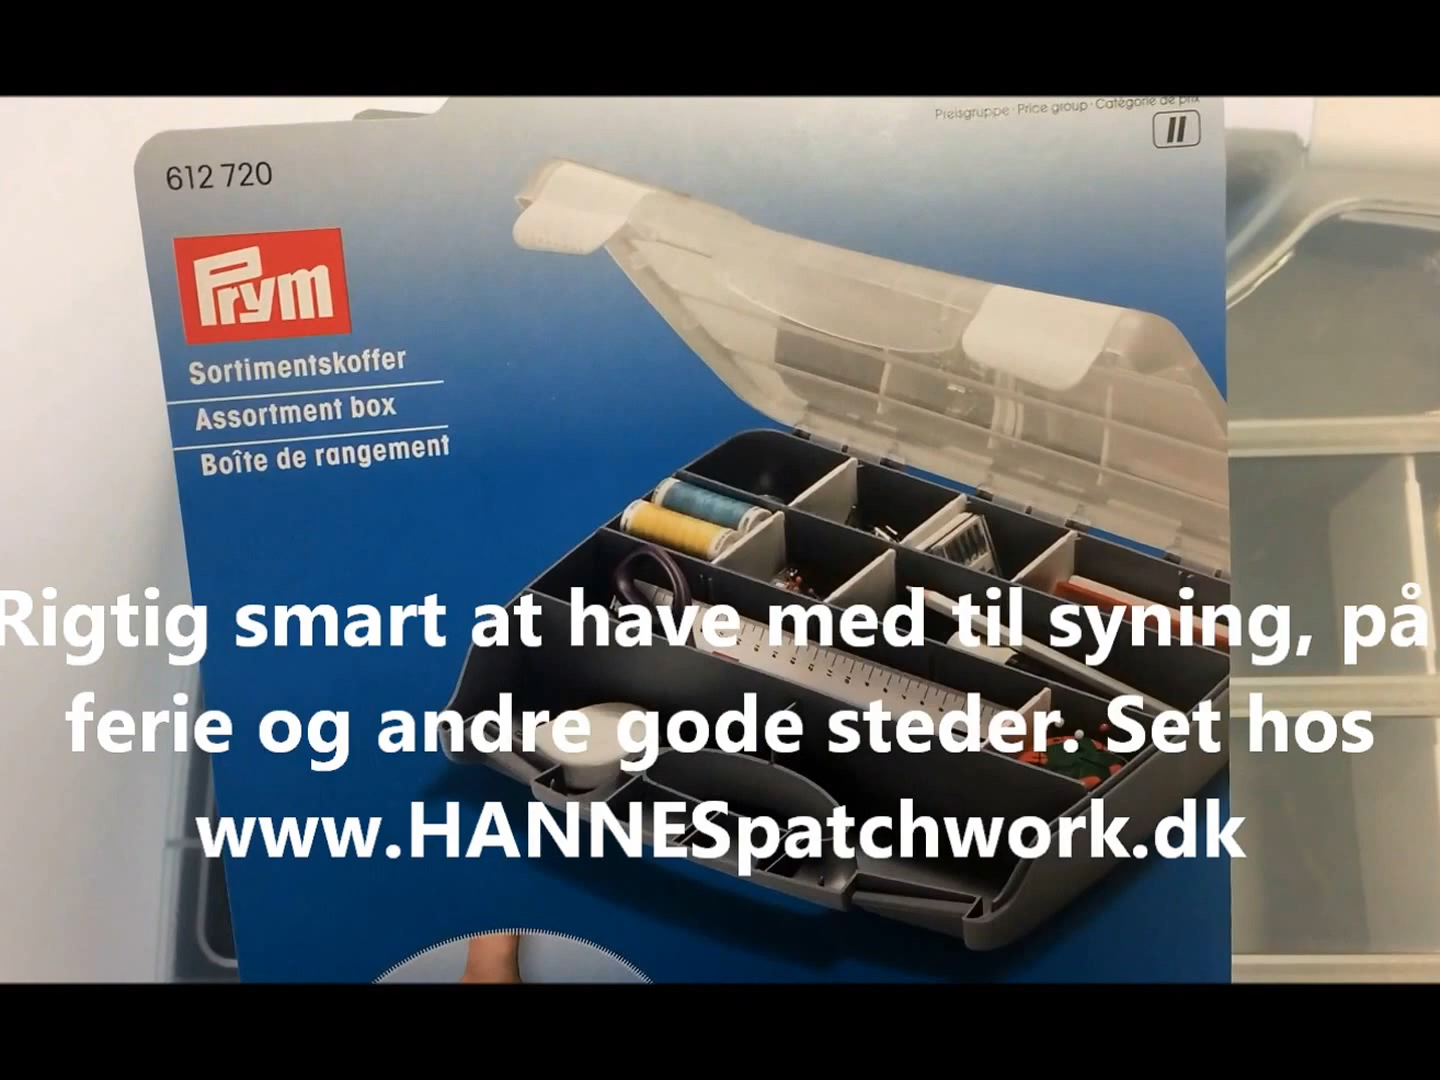 Preisgruppe · Price group · Catégorie de prix
II
612 720
Prym
Sortimentskoffer
Assortment box
Boîte de rangement
Rigtig smart at have med til syning, på
ferie og andre gode steder. Set hos
www.HANNESpatchwork.dk